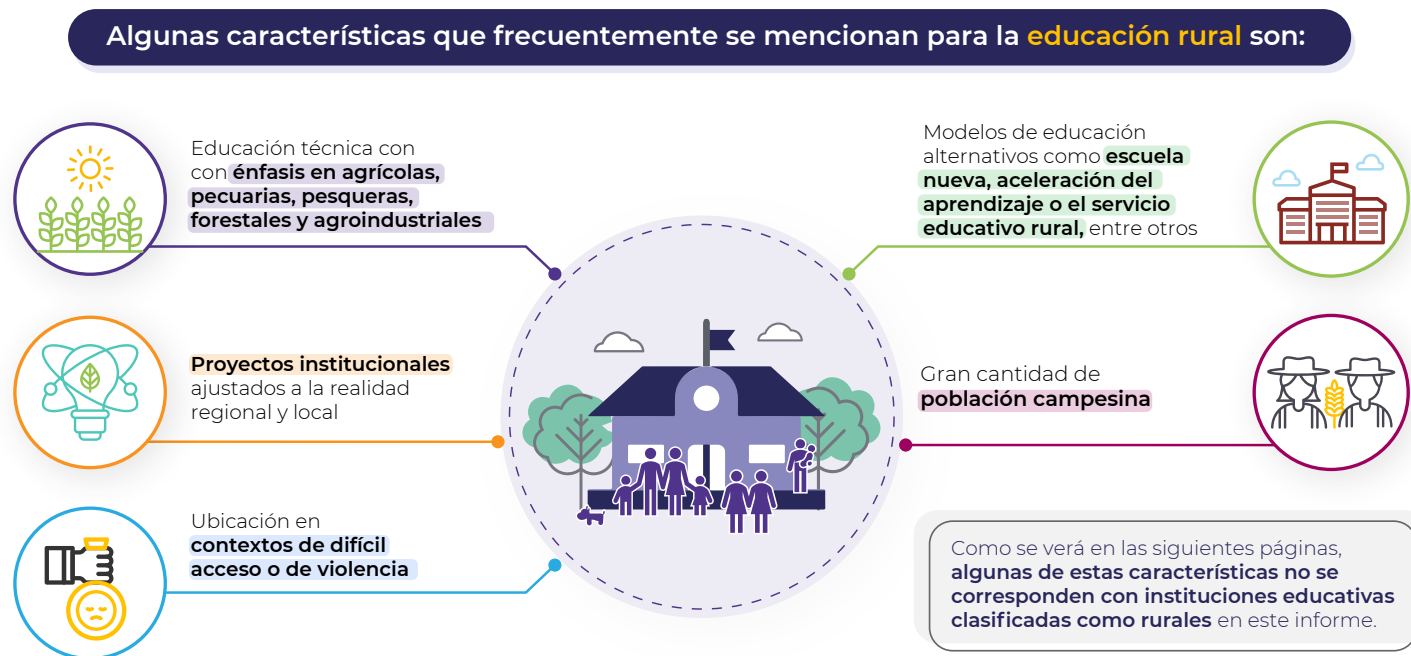 Algunas características que frecuentemente se mencionan para la educación rural son:
Educación técnica con
con énfasis en agrícolas,
pecuarias, pesqueras,
forestales y agroindustriales
Proyectos institucionales
ajustados a la realidad
regional y local
Ubicación en
contextos de difícil
acceso o de violencia
Modelos de educación
alternativos como escuela
nueva, aceleración del
aprendizaje o el servicio
educativo rural, entre otros
Gran cantidad de
población campesina
Como se verá en las siguientes páginas,
algunas de estas características no se
corresponden con instituciones educativas
clasificadas como rurales en este informe.